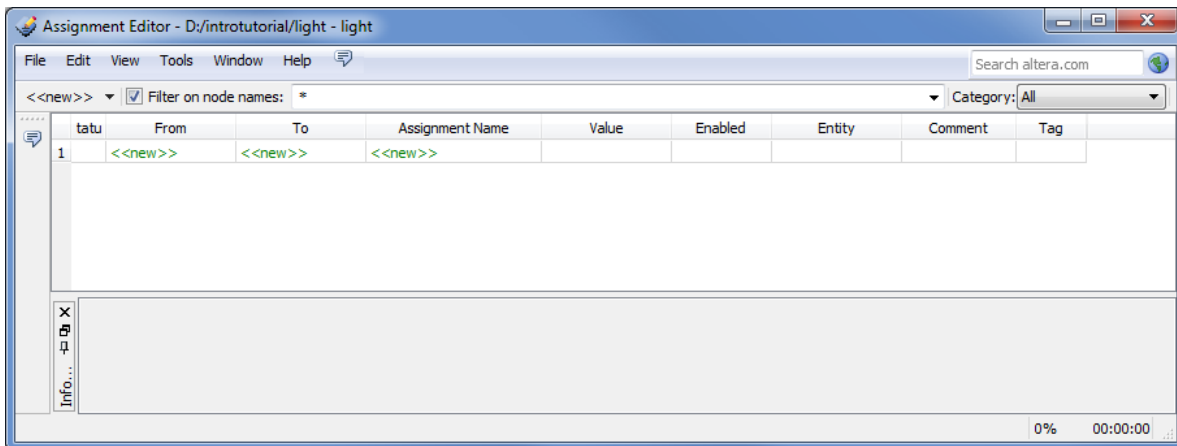 Assignment Editor - D:/introtutorial/light - light
File Edit View Tools Window Help Search altera.com
<<new>> Filter on node names: * Category: All
tatu From To Assignment Name Value Enabled Entity Comment Tag
1 <<new>> <<new>> <<new>>
Info...
0% 00:00:00